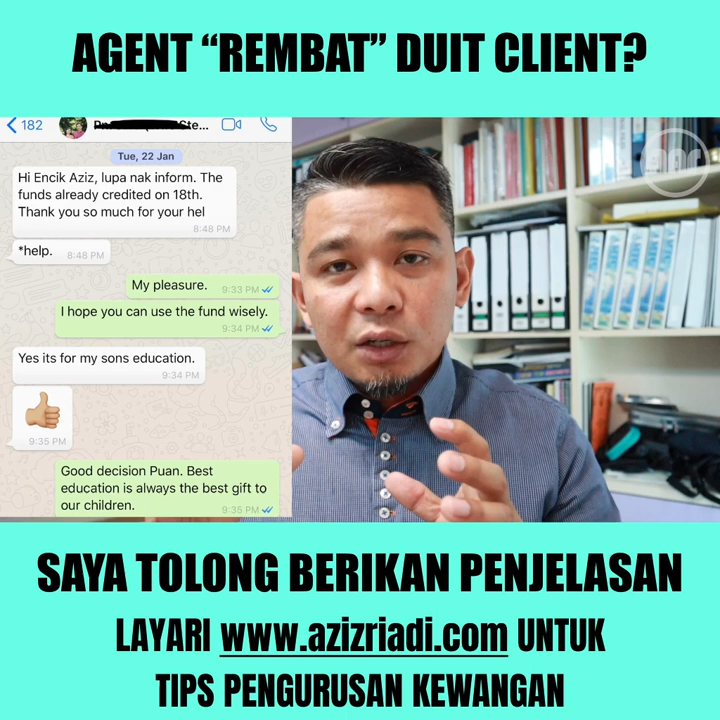 AGENT “REMBAT” DUIT CLIENT?
182
Ste...
Tue, 22 Jan
Hi Encik Aziz, lupa nak inform. The
funds already credited on 18th.
Thank you so much for your hel
8:48 PM
*help. 8:48 PM
My pleasure. 9:33 PM
I hope you can use the fund wisely.
9:34 PM
Yes its for my sons education.
9:34 PM
9:35 PM
Good decision Puan. Best
education is always the best gift to
our children. 9:35 PM
SAYA TOLONG BERIKAN PENJELASAN
LAYARI www.azizriadi.com UNTUK
TIPS PENGURUSAN KEWANGAN